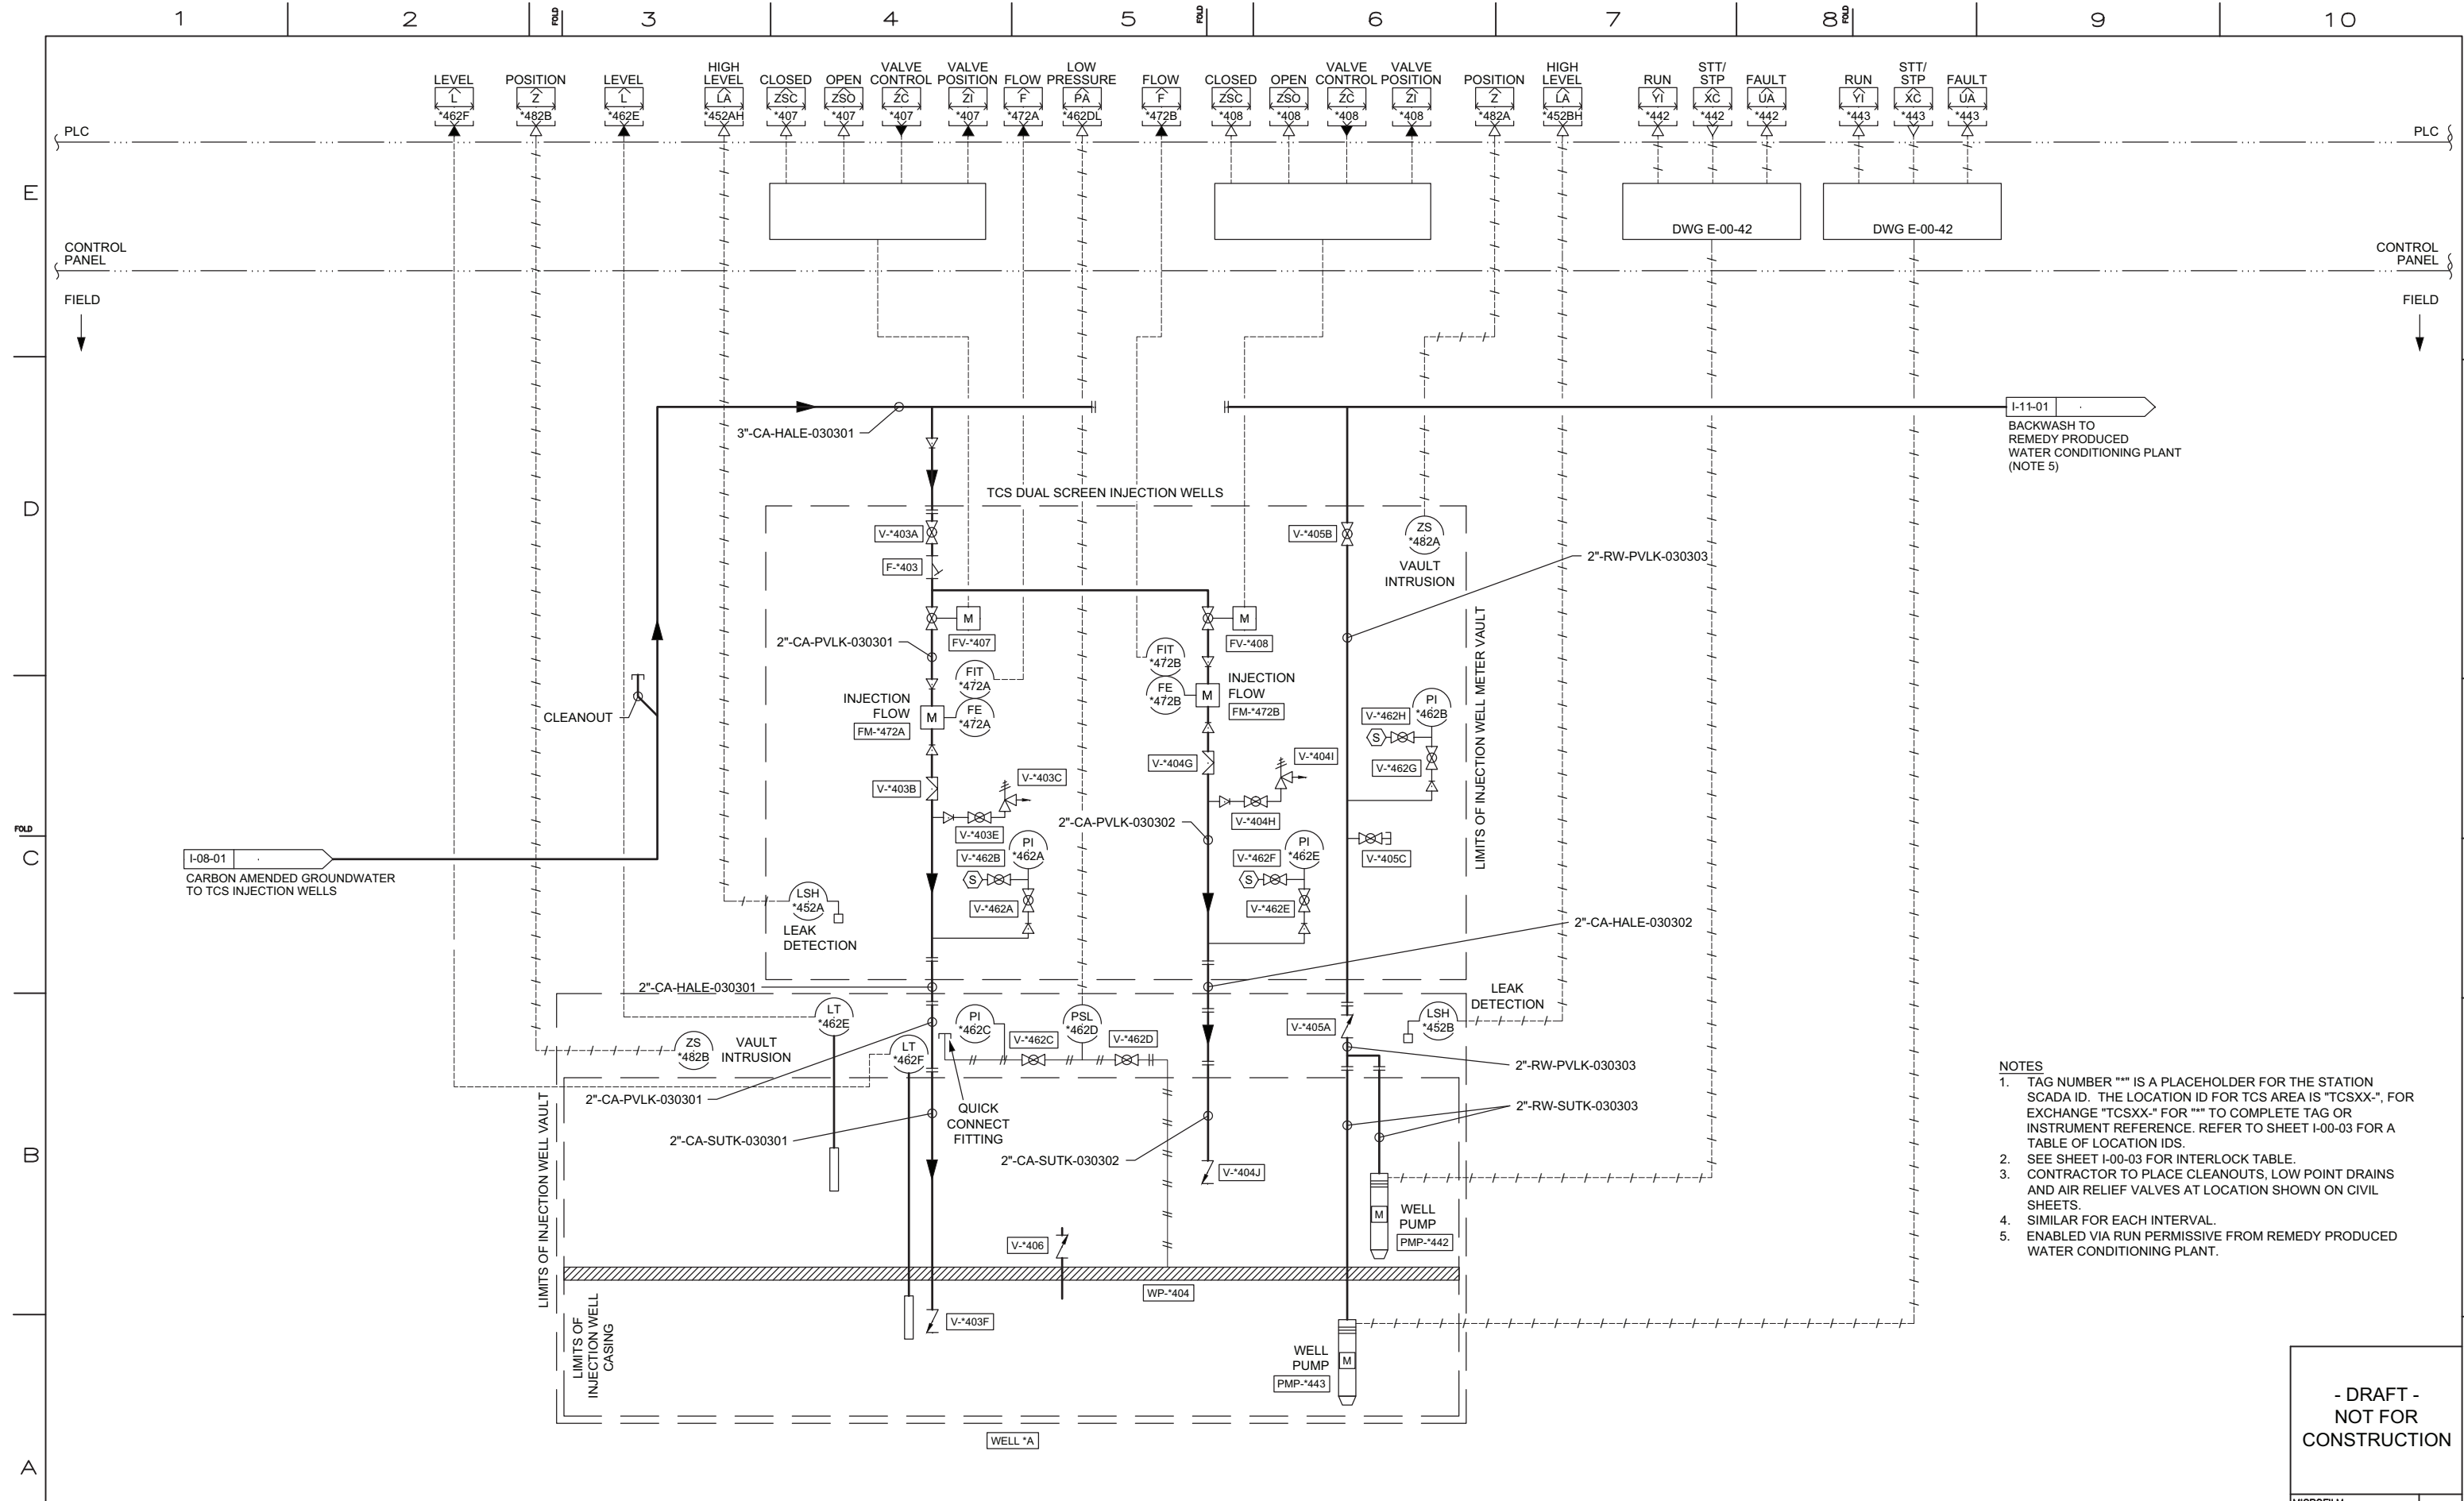 1 2 FOLD 3 4 5 FOLD 6 7 8 FOLD 9 10
LEVEL
L
*462F
POSITION
Z
*482B
LEVEL
L
*462E
HIGH
LEVEL
LA
*452AH
CLOSED
ZSC
*407
OPEN
ZSO
*407
VALVE
CONTROL
ZC
*407
VALVE
POSITION
ZI
*407
FLOW
F
*472A
LOW
PRESSURE
PA
*462DL
FLOW
F
*472B
CLOSED
ZSC
*408
OPEN
ZSO
*408
VALVE
CONTROL
ZC
*408
VALVE
POSITION
ZI
*408
POSITION
Z
*482A
HIGH
LEVEL
LA
*452BH
RUN
YI
*442
STT/
STP
XC
*442
FAULT
UA
*442
RUN
YI
*443
STT/
STP
XC
*443
FAULT
UA
*443
PLC
PLC
E
DWG E-00-42
DWG E-00-42
CONTROL
PANEL
CONTROL
PANEL
FIELD
FIELD
3"-CA-HALE-030301
I-11-01
BACKWASH TO
REMEDY PRODUCED
WATER CONDITIONING PLANT
(NOTE 5)
D
TCS DUAL SCREEN INJECTION WELLS
V-*403A
F-*403
V-*405B
ZS
*482A
VAULT
INTRUSION
2"-RW-PVLK-030303
M
FV-*407
M
FV-*408
2"-CA-PVLK-030301
FIT
*472A
FE
*472A
M
INJECTION
FLOW
FM-*472A
FIT
*472B
FE
*472B
M
INJECTION
FLOW
FM-*472B
LIMITS OF INJECTION WELL METER VAULT
CLEANOUT
V-*462H
PI
*462B
S
V-*462G
V-*403B
V-*403C
V-*404G
V-*404I
V-*403E
V-*404H
2"-CA-PVLK-030302
FOLD
C
V-*462B
PI
*462A
S
V-*462A
V-*462F
PI
*462E
S
V-*462E
V-*405C
I-08-01
CARBON AMENDED GROUNDWATER
TO TCS INJECTION WELLS
LSH
*452A
LEAK
DETECTION
2"-CA-HALE-030302
2"-CA-HALE-030301
LT
*462E
PI
*462C
PSL
*462D
V-*462C
V-*462D
V-*405A
LSH
*452B
LEAK
DETECTION
ZS
*482B
VAULT
INTRUSION
LT
*462F
2"-RW-PVLK-030303
2"-CA-PVLK-030301
QUICK
CONNECT
FITTING
2"-RW-SUTK-030303
2"-CA-SUTK-030301
2"-CA-SUTK-030302
B
V-*404J
M
WELL
PUMP
PMP-*442
LIMITS OF INJECTION WELL VAULT
V-*406
WP-*404
V-*403F
LIMITS OF
INJECTION WELL
CASING
WELL
PUMP
M
PMP-*443
WELL *A
A
NOTES
1. TAG NUMBER "*" IS A PLACEHOLDER FOR THE STATION
SCADA ID. THE LOCATION ID FOR TCS AREA IS "TCSXX-", FOR
EXCHANGE "TCSXX-" FOR "*" TO COMPLETE TAG OR
INSTRUMENT REFERENCE. REFER TO SHEET I-00-03 FOR A
TABLE OF LOCATION IDS.
2. SEE SHEET I-00-03 FOR INTERLOCK TABLE.
3. CONTRACTOR TO PLACE CLEANOUTS, LOW POINT DRAINS
AND AIR RELIEF VALVES AT LOCATION SHOWN ON CIVIL
SHEETS.
4. SIMILAR FOR EACH INTERVAL.
5. ENABLED VIA RUN PERMISSIVE FROM REMEDY PRODUCED
WATER CONDITIONING PLANT.
- DRAFT -
NOT FOR
CONSTRUCTION